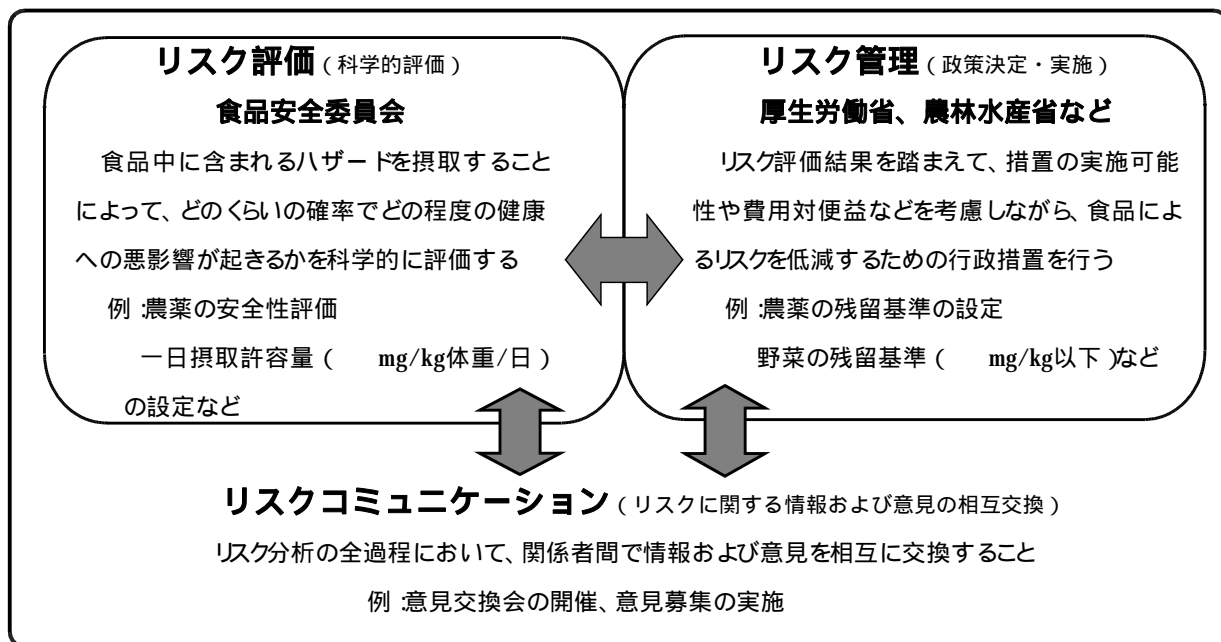 リスク評価(科学的評価)
食品安全委員会
食品中に含まれるハザードを摂取すること
によって、どのくらいの確率でどの程度の健康
への悪影響が起きるかを科学的に評価する
例:農薬の安全性評価
一日摂取許容量( mg/kg体重/日)
の設定など
リスク管理(政策決定・実施)
厚生労働省、農林水産省など
リスク評価結果を踏まえて、措置の実施可能
性や費用対便益などを考慮しながら、食品によ
るリスクを低減するための行政措置を行う
例:農薬の残留基準の設定
野菜の残留基準( mg/kg以下)など
リスクコミュニケーション(リスクに関する情報および意見の相互交換)
リスク分析の全過程において、関係者間で情報および意見を相互に交換すること
例:意見交換会の開催、意見募集の実施